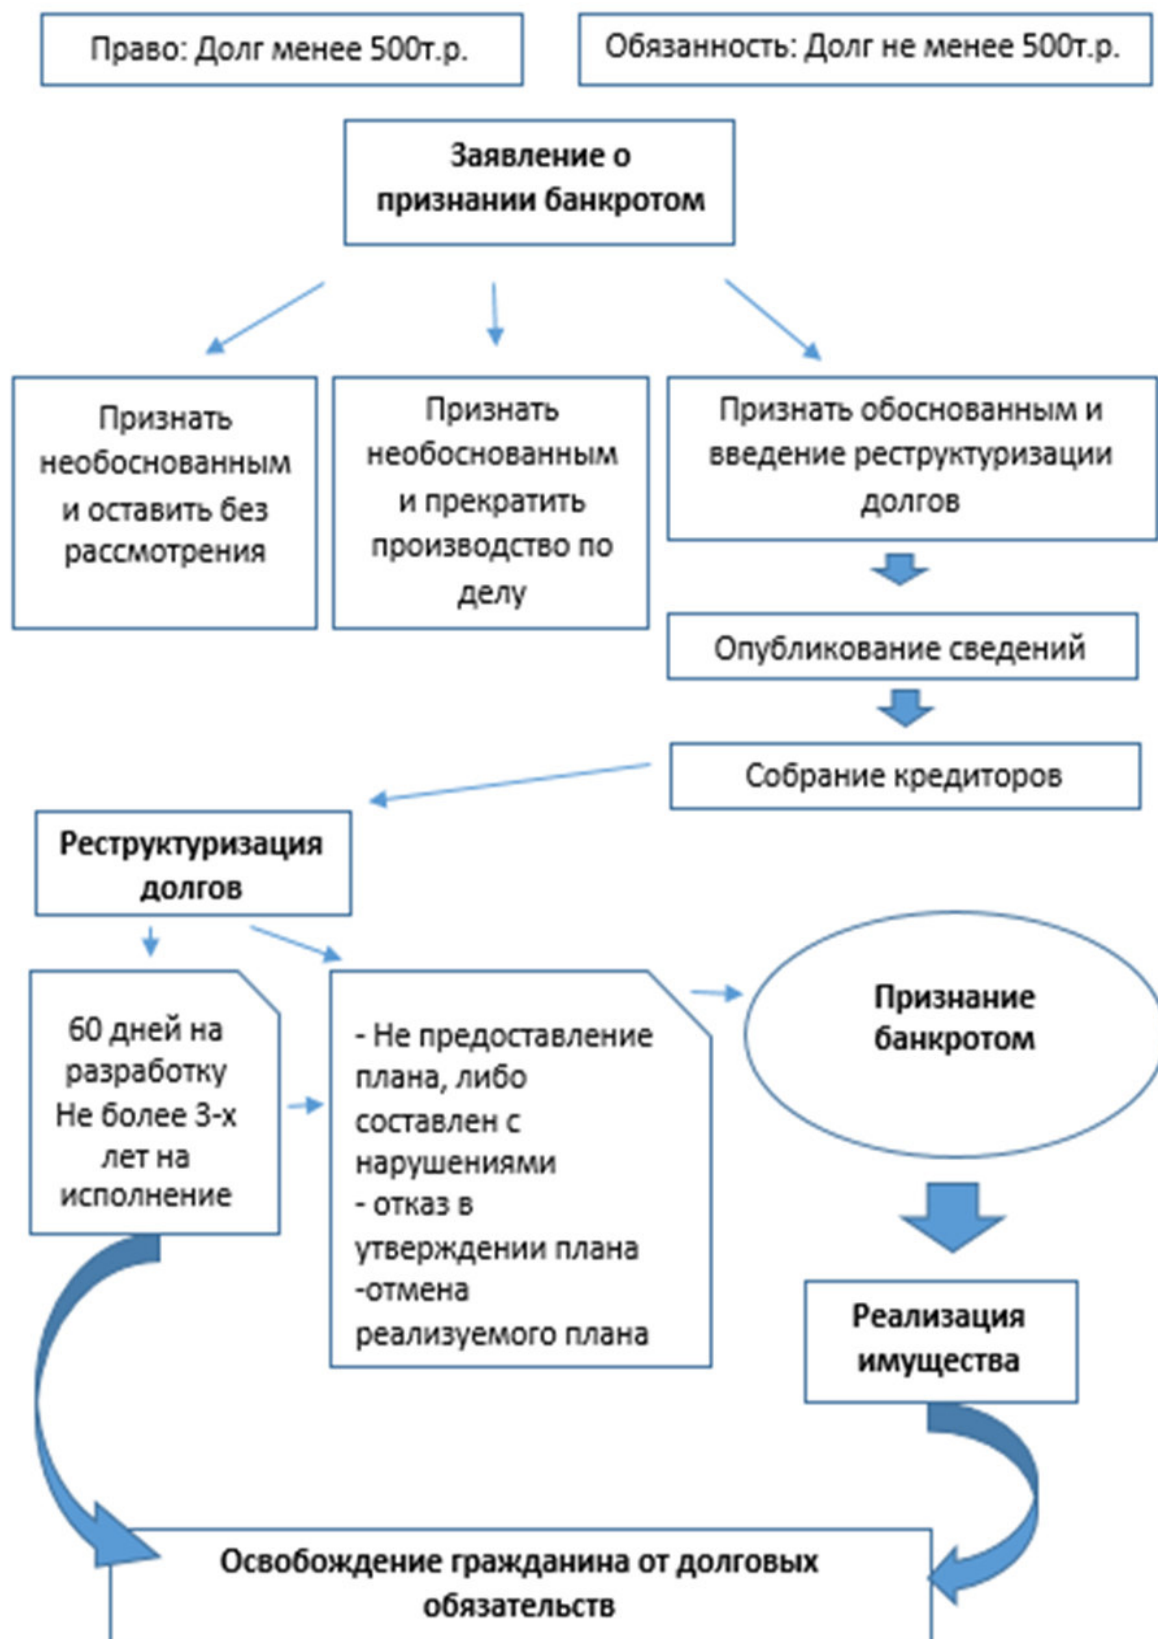 Право: Долг менее 500т.р.
Обязанность: Долг не менее 500т.р.
Заявление о
признании банкротом
Признать
необоснованным
и оставить без
рассмотрения
Признать
необоснованным
и прекратить
производство по
делу
Признать обоснованным и
введение реструктуризации
долгов
Опубликование сведений
Собрание кредиторов
Реструктуризация
долгов
60 дней на
разработку
Не более 3-х
лет на
исполнение
- Не предоставление
плана, либо
составлен с
нарушениями
- отказ в
утверждении плана
-отмена
реализуемого плана
Признание
банкротом
Реализация
имущества
Освобождение гражданина от долговых
обязательств